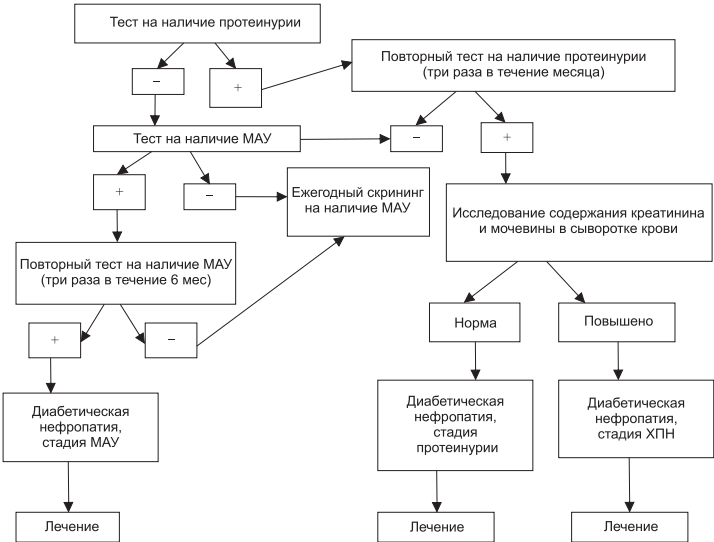 Тест на наличие протеинурии
Повторный тест на наличие протеинурии
(три раза в течение месяца)
–
+
Тест на наличие МАУ
–
+
+
–
Ежегодный скрининг
на наличие МАУ
Исследование содержания креатинина
и мочевины в сыворотке крови
Повторный тест на наличие МАУ
(три раза в течение 6 мес)
Норма
Повышено
+
–
Диабетическая
нефропатия,
стадия МАУ
Диабетическая
нефропатия,
стадия
протеинурии
Диабетическая
нефропатия,
стадия ХПН
Лечение
Лечение
Лечение